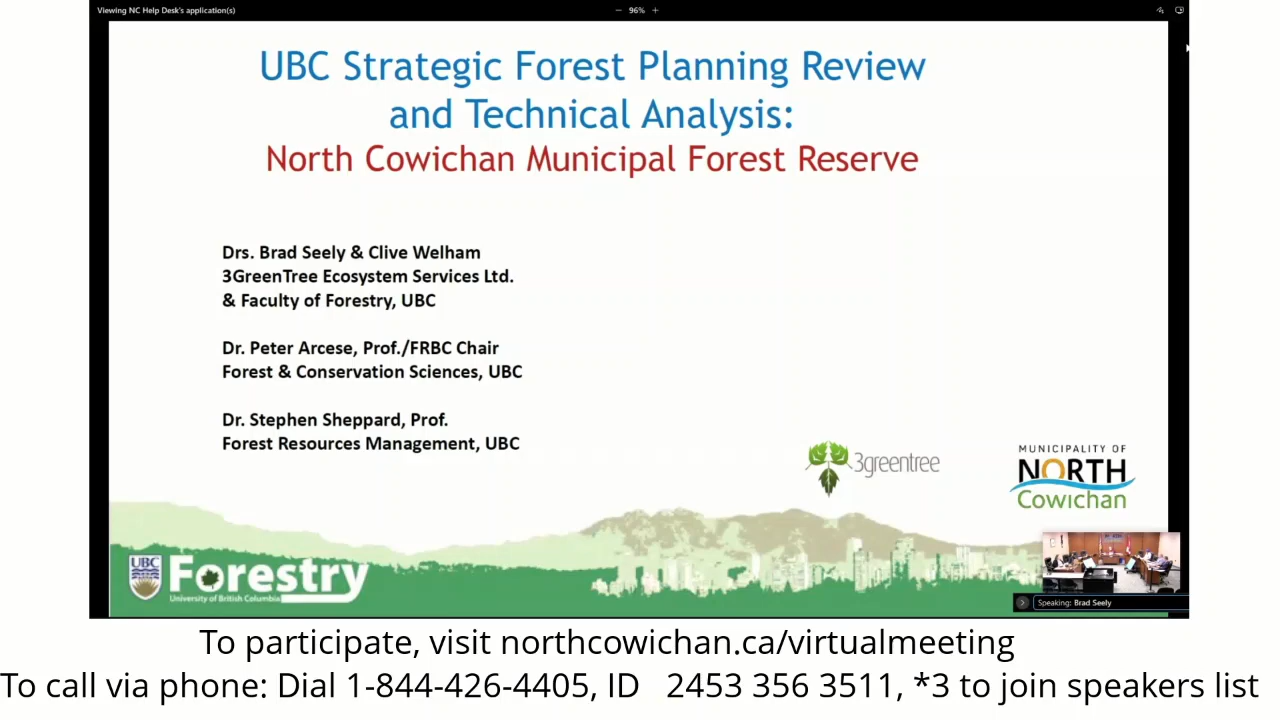 Viewing NC Help Desk's application(s)
− 96% +
UBC Strategic Forest Planning Review
and Technical Analysis:
North Cowichan Municipal Forest Reserve
Drs. Brad Seely & Clive Welham
3GreenTree Ecosystem Services Ltd.
& Faculty of Forestry, UBC
Dr. Peter Arcese, Prof./FRBC Chair
Forest & Conservation Sciences, UBC
Dr. Stephen Sheppard, Prof.
Forest Resources Management, UBC
3greentree
MUNICIPALITY OF
NORTH
Cowichan
UBC
Forestry
University of British Columbia
Speaking: Brad Seely
To participate, visit northcowichan.ca/virtualmeeting
To call via phone: Dial 1-844-426-4405, ID 2453 356 3511, *3 to join speakers list